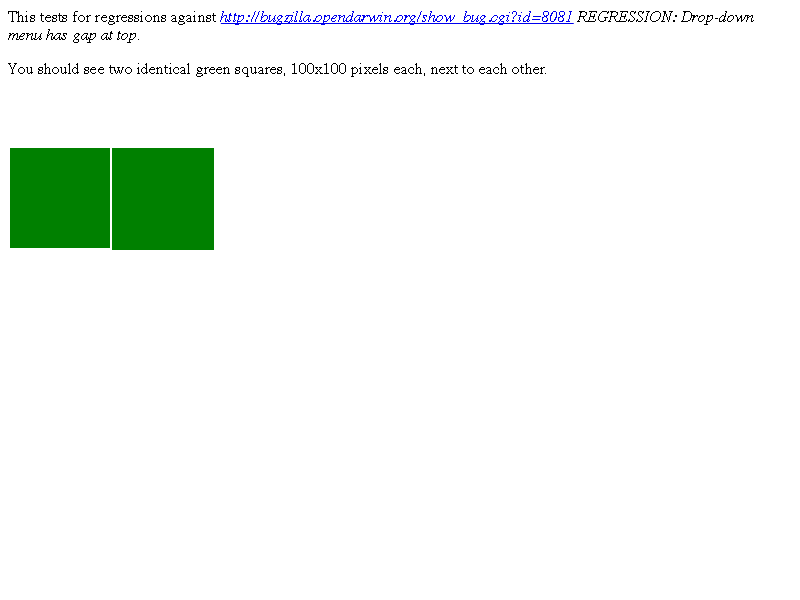 This tests for regressions against http://bugzilla.opendarwin.org/show_bug.cgi?id=8081 REGRESSION: Drop-down
menu has gap at top.
You should see two identical green squares, 100x100 pixels each, next to each other.